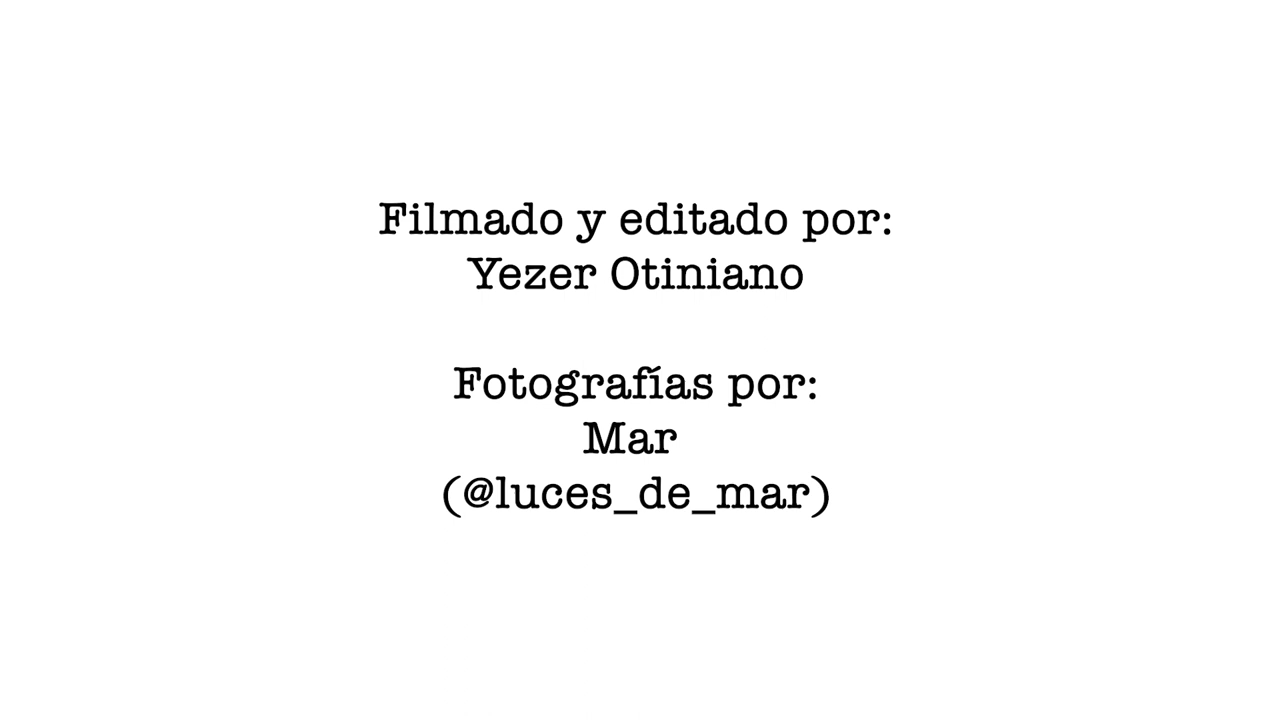 Filmado y editado por:
Yezer Otiniano
Fotografías por:
Mar
(@luces_de_mar)